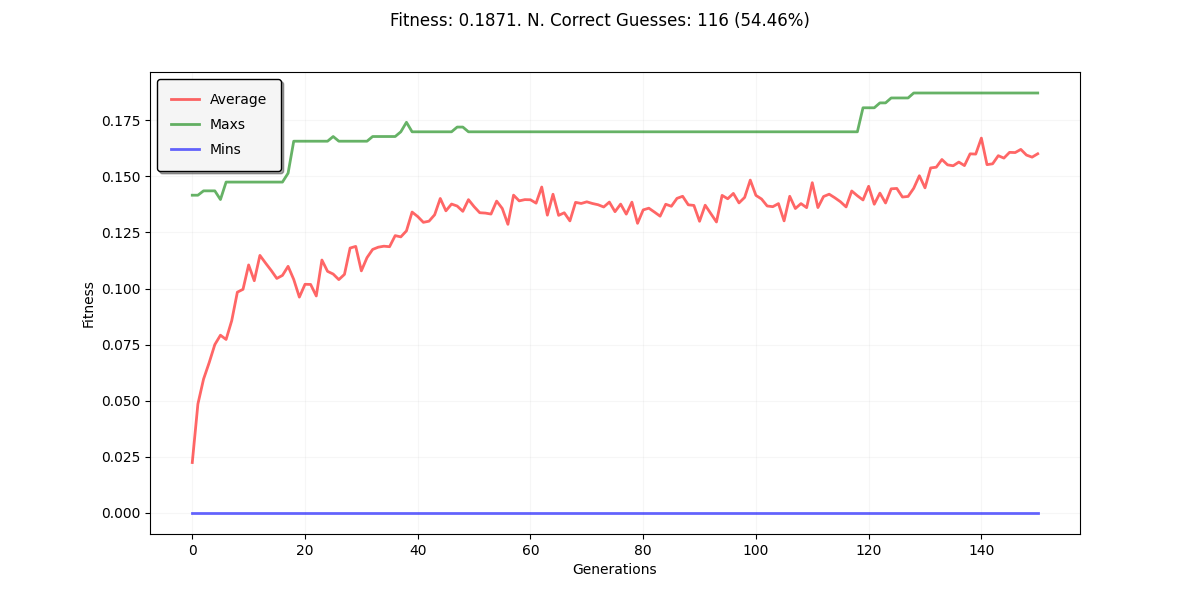 Fitness: 0.1871. N. Correct Guesses: 116 (54.46%)
Average
Maxs
Mins
0.175
0.150
0.125
0.100
0.075
0.050
0.025
0.000
Fitness
0 20 40 60 80 100 120 140
Generations